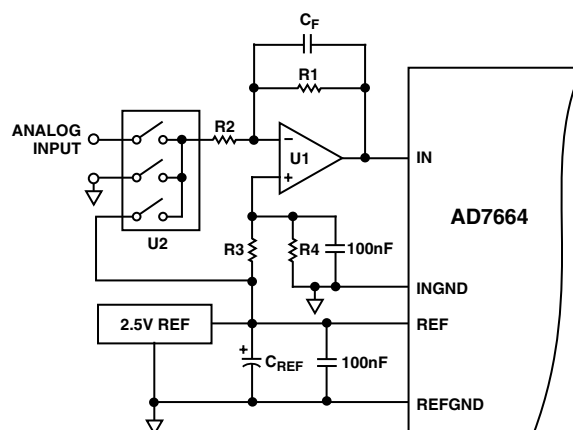 CF
R1
ANALOG
INPUT
R2
–
U1
+
IN
AD7664
U2
R3
R4
100nF
INGND
2.5V REF
REF
+
CREF
100nF
REFGND